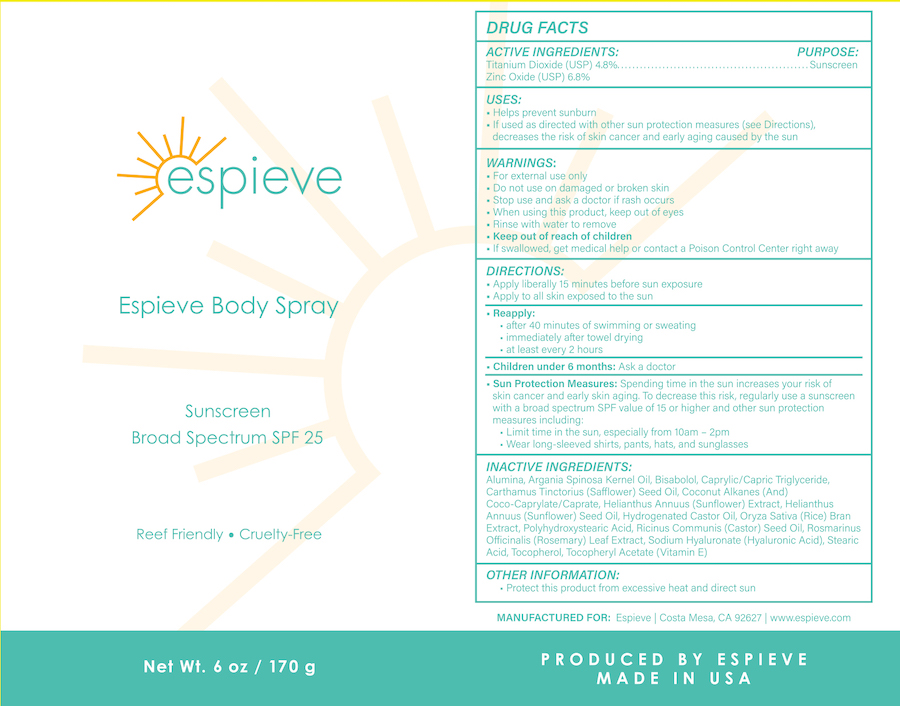 espieve
Espieve Body Spray
Sunscreen
Broad Spectrum SPF 25
Reef Friendly • Cruelty-Free
Net Wt. 6 oz / 170 g
DRUG FACTS
ACTIVE INGREDIENTS: PURPOSE:
Titanium Dioxide (USP) 4.8%..................................................Sunscreen
Zinc Oxide (USP) 6.8%
USES:
• Helps prevent sunburn
• If used as directed with other sun protection measures (see Directions),
decreases the risk of skin cancer and early aging caused by the sun
WARNINGS:
• For external use only
• Do not use on damaged or broken skin
• Stop use and ask a doctor if rash occurs
• When using this product, keep out of eyes
• Rinse with water to remove
• Keep out of reach of children
• If swallowed, get medical help or contact a Poison Control Center right away
DIRECTIONS:
• Apply liberally 15 minutes before sun exposure
• Apply to all skin exposed to the sun
• Reapply:
• after 40 minutes of swimming or sweating
• immediately after towel drying
• at least every 2 hours
• Children under 6 months: Ask a doctor
• Sun Protection Measures: Spending time in the sun increases your risk of
skin cancer and early skin aging. To decrease this risk, regularly use a sunscreen
with a broad spectrum SPF value of 15 or higher and other sun protection
measures including:
• Limit time in the sun, especially from 10am – 2pm
• Wear long-sleeved shirts, pants, hats, and sunglasses
INACTIVE INGREDIENTS:
Alumina, Argania Spinosa Kernel Oil, Bisabolol, Caprylic/Capric Triglyceride,
Carthamus Tinctorius (Safflower) Seed Oil, Coconut Alkanes (And)
Coco-Caprylate/Caprate, Helianthus Annuus (Sunflower) Extract, Helianthus
Annuus (Sunflower) Seed Oil, Hydrogenated Castor Oil, Oryza Sativa (Rice) Bran
Extract, Polyhydroxystearic Acid, Ricinus Communis (Castor) Seed Oil, Rosmarinus
Officinalis (Rosemary) Leaf Extract, Sodium Hyaluronate (Hyaluronic Acid), Stearic
Acid, Tocopherol, Tocopheryl Acetate (Vitamin E)
OTHER INFORMATION:
• Protect this product from excessive heat and direct sun
MANUFACTURED FOR: Espieve | Costa Mesa, CA 92627 | www.espieve.com
PRODUCED BY ESPIEVE
MADE IN USA